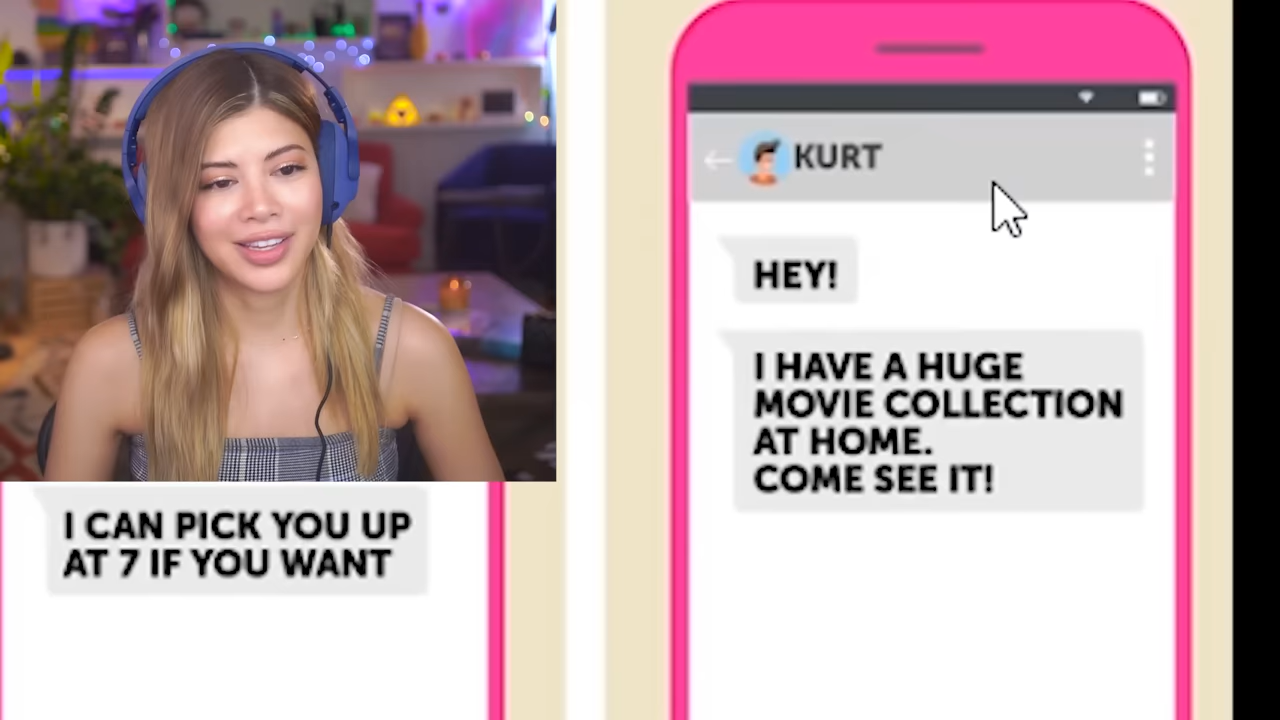 I CAN PICK YOU UP
AT 7 IF YOU WANT
KURT
HEY!
I HAVE A HUGE
MOVIE COLLECTION
AT HOME.
COME SEE IT!